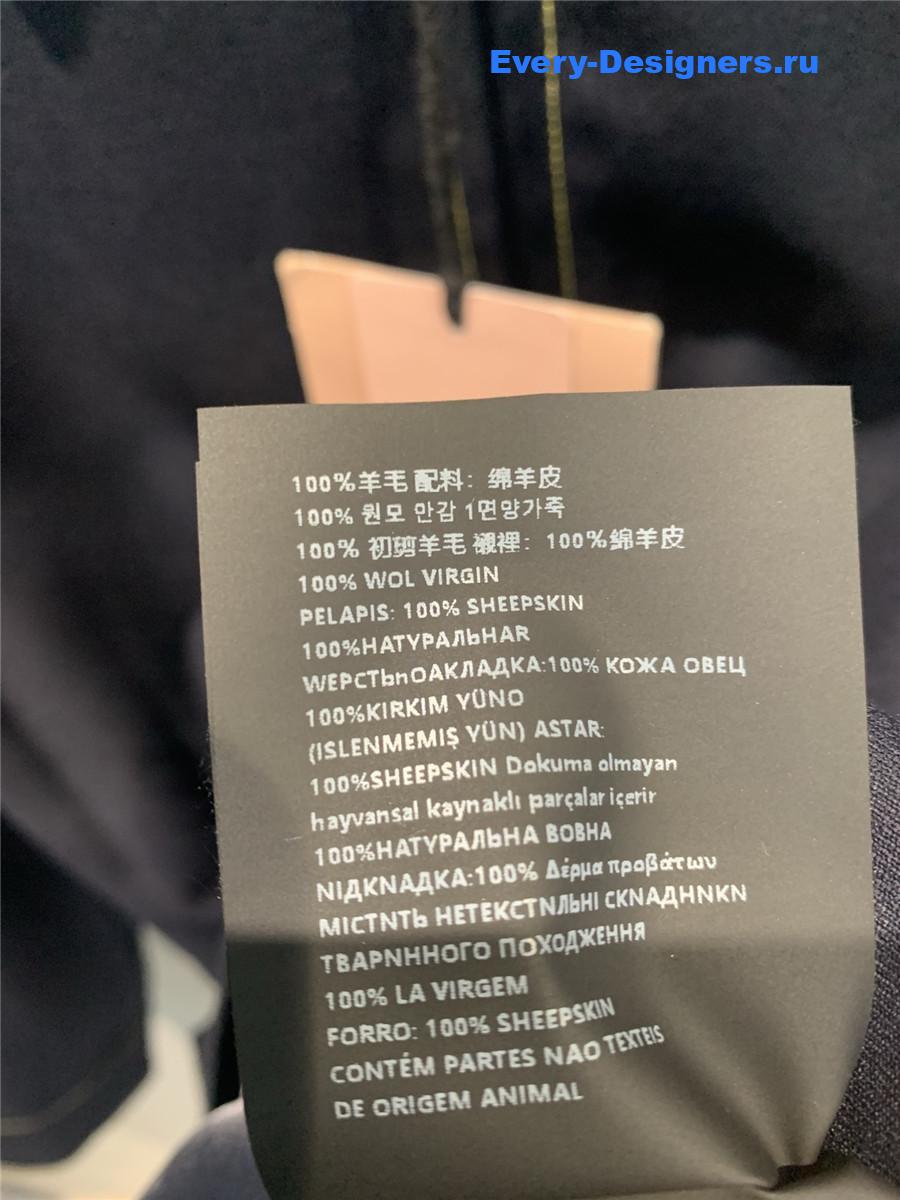 Every-Designers.ru
100%羊毛 配料：绵羊皮
100% 원모 안감 1면양가죽
100% 初剪羊毛 襯裡：100%綿羊皮
100% WOL VIRGIN
PELAPIS: 100% SHEEPSKIN
100%НАТУРАЛЬНАR
WЕРСТЬnОАКЛАДКА:100% КОЖА ОВЕЦ
100%KIRKIM YÜNO
(ISLENMEMIŞ YÜN) ASTAR:
100%SHEEPSKIN Dokuma olmayan
hayvansal kaynaklı parçalar içerir
100%НАТУРАЛЬНА ВОВНА
NІДКNАДКА:100% Δέρμα προβάτων
МІСТNТЬ НЕТЕКСТNЛЬНІ СКNАДНNКN
ТВАРNННОГО ПОХОДЖЕННЯ
100% LA VIRGEM
FORRO: 100% SHEEPSKIN
CONTÉM PARTES NAO TEXTEIS
DE ORIGEM ANIMAL